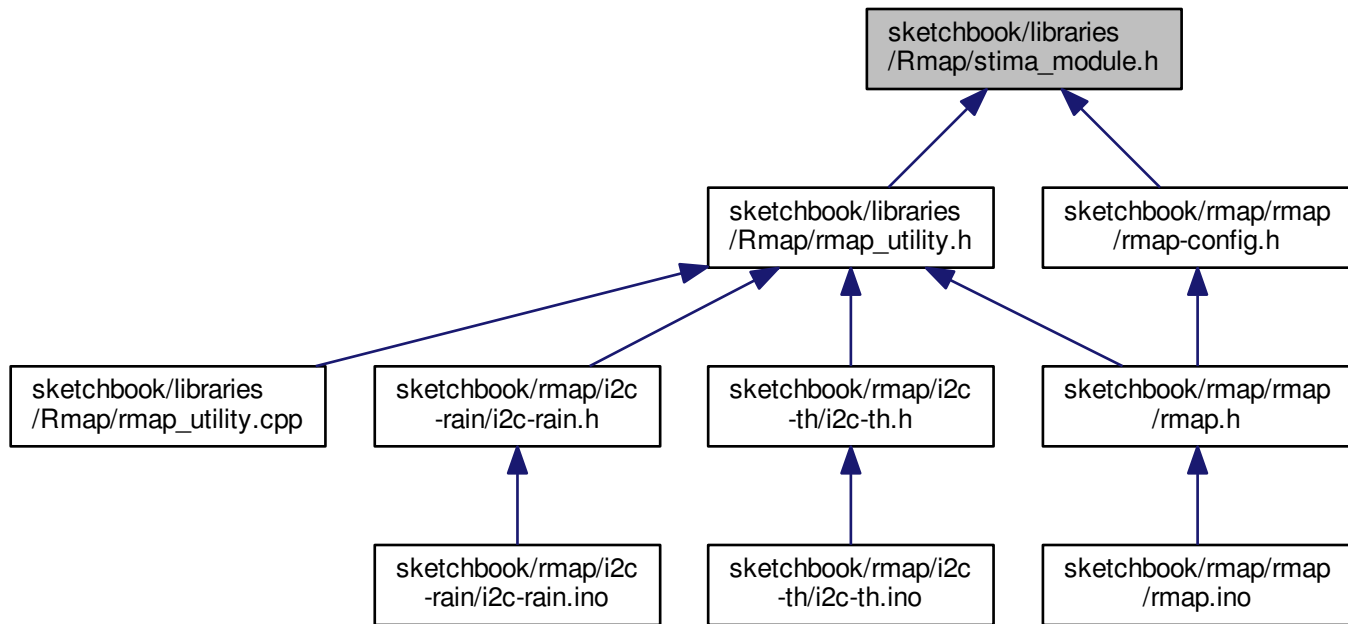 sketchbook/libraries
/Rmap/stima_module.h
sketchbook/libraries
/Rmap/rmap_utility.h
sketchbook/rmap/rmap
/rmap-config.h
sketchbook/libraries
/Rmap/rmap_utility.cpp
sketchbook/rmap/i2c
-rain/i2c-rain.h
sketchbook/rmap/i2c
-th/i2c-th.h
sketchbook/rmap/rmap
/rmap.h
sketchbook/rmap/i2c
-rain/i2c-rain.ino
sketchbook/rmap/i2c
-th/i2c-th.ino
sketchbook/rmap/rmap
/rmap.ino